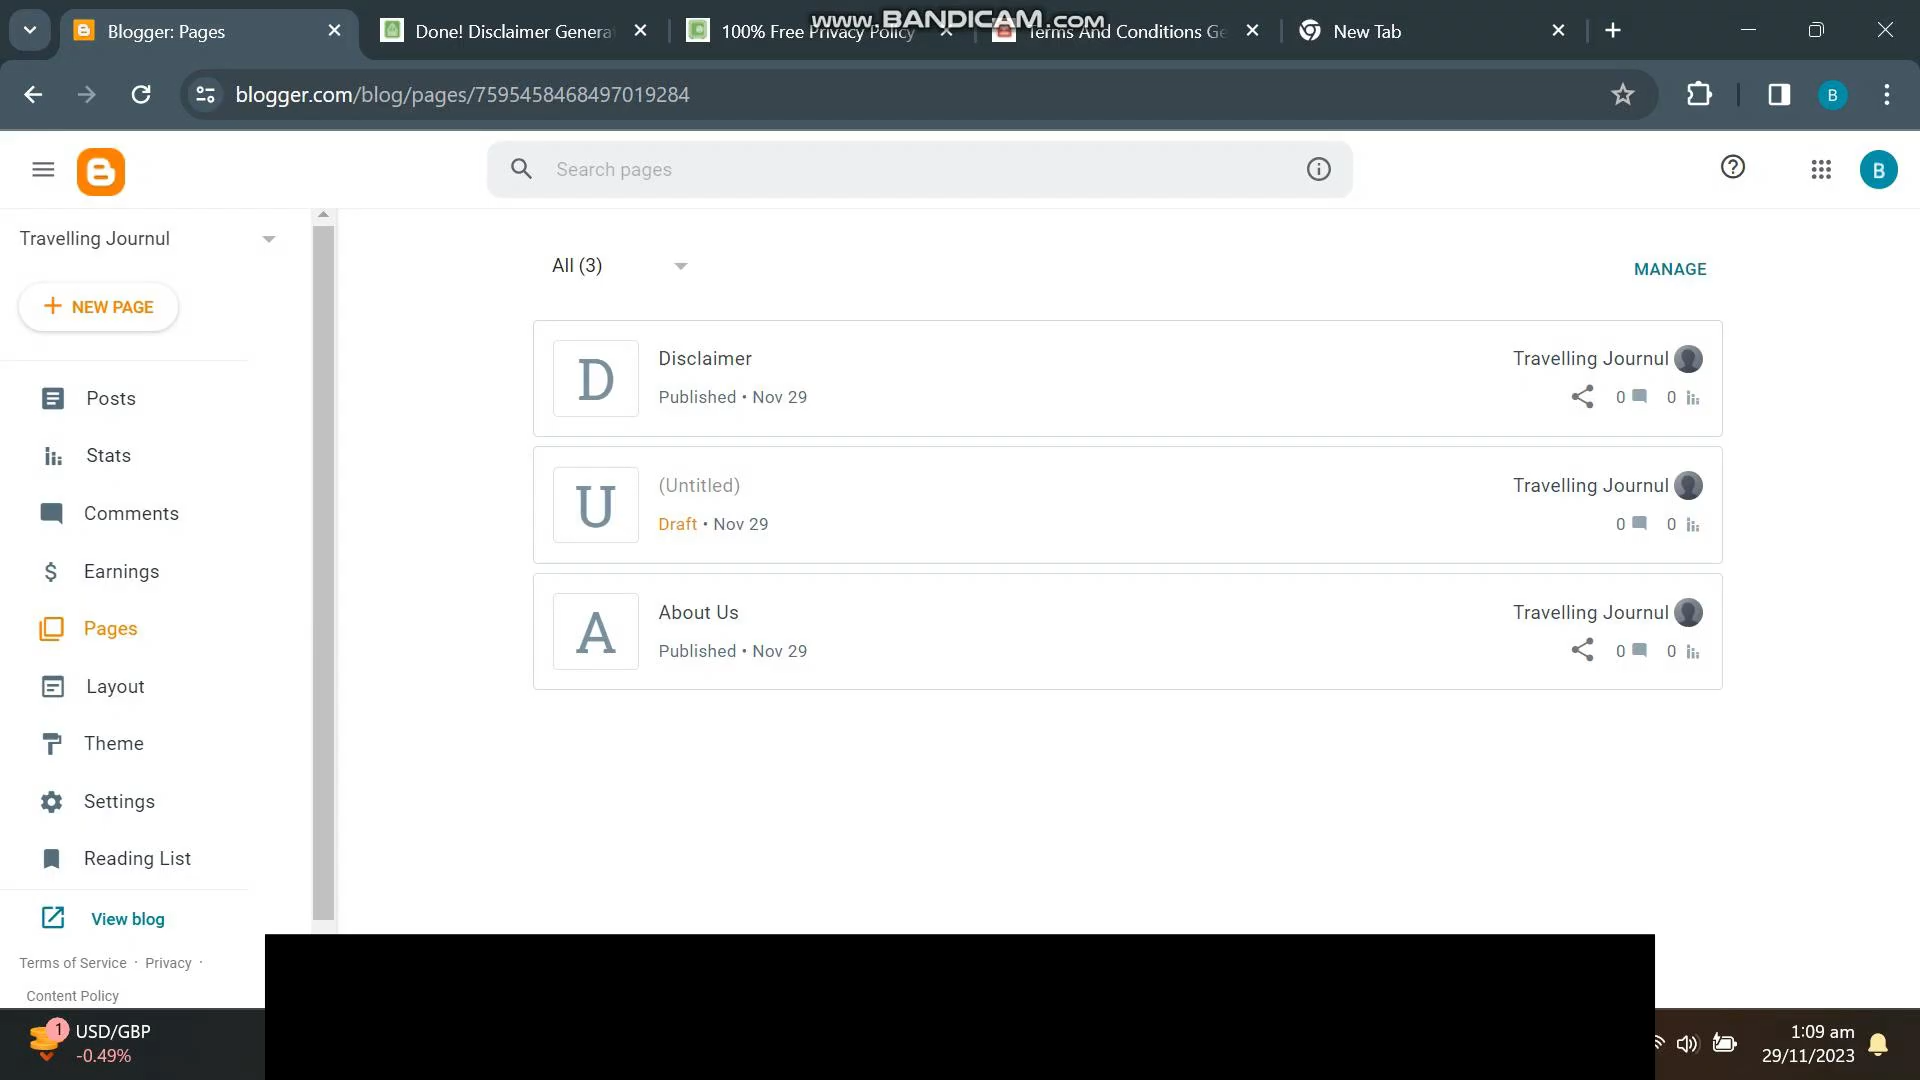 www.BANDICAM.com
Blogger: Pages
Done! Disclaimer Genera
100% Free Privacy Policy
Terms And Conditions Ge
New Tab
blogger.com/blog/pages/7595458468497019284
B
Search pages
B
Travelling Journul
NEW PAGE
Posts
Stats
Comments
Earnings
Pages
Layout
Theme
Settings
Reading List
View blog
Terms of Service · Privacy ·
Content Policy
All (3)
MANAGE
D
Disclaimer
Published • Nov 29
Travelling Journul
0 0
U
(Untitled)
Draft • Nov 29
Travelling Journul
0 0
A
About Us
Published • Nov 29
Travelling Journul
0 0
1
USD/GBP
-0.49%
1:09 am
29/11/2023